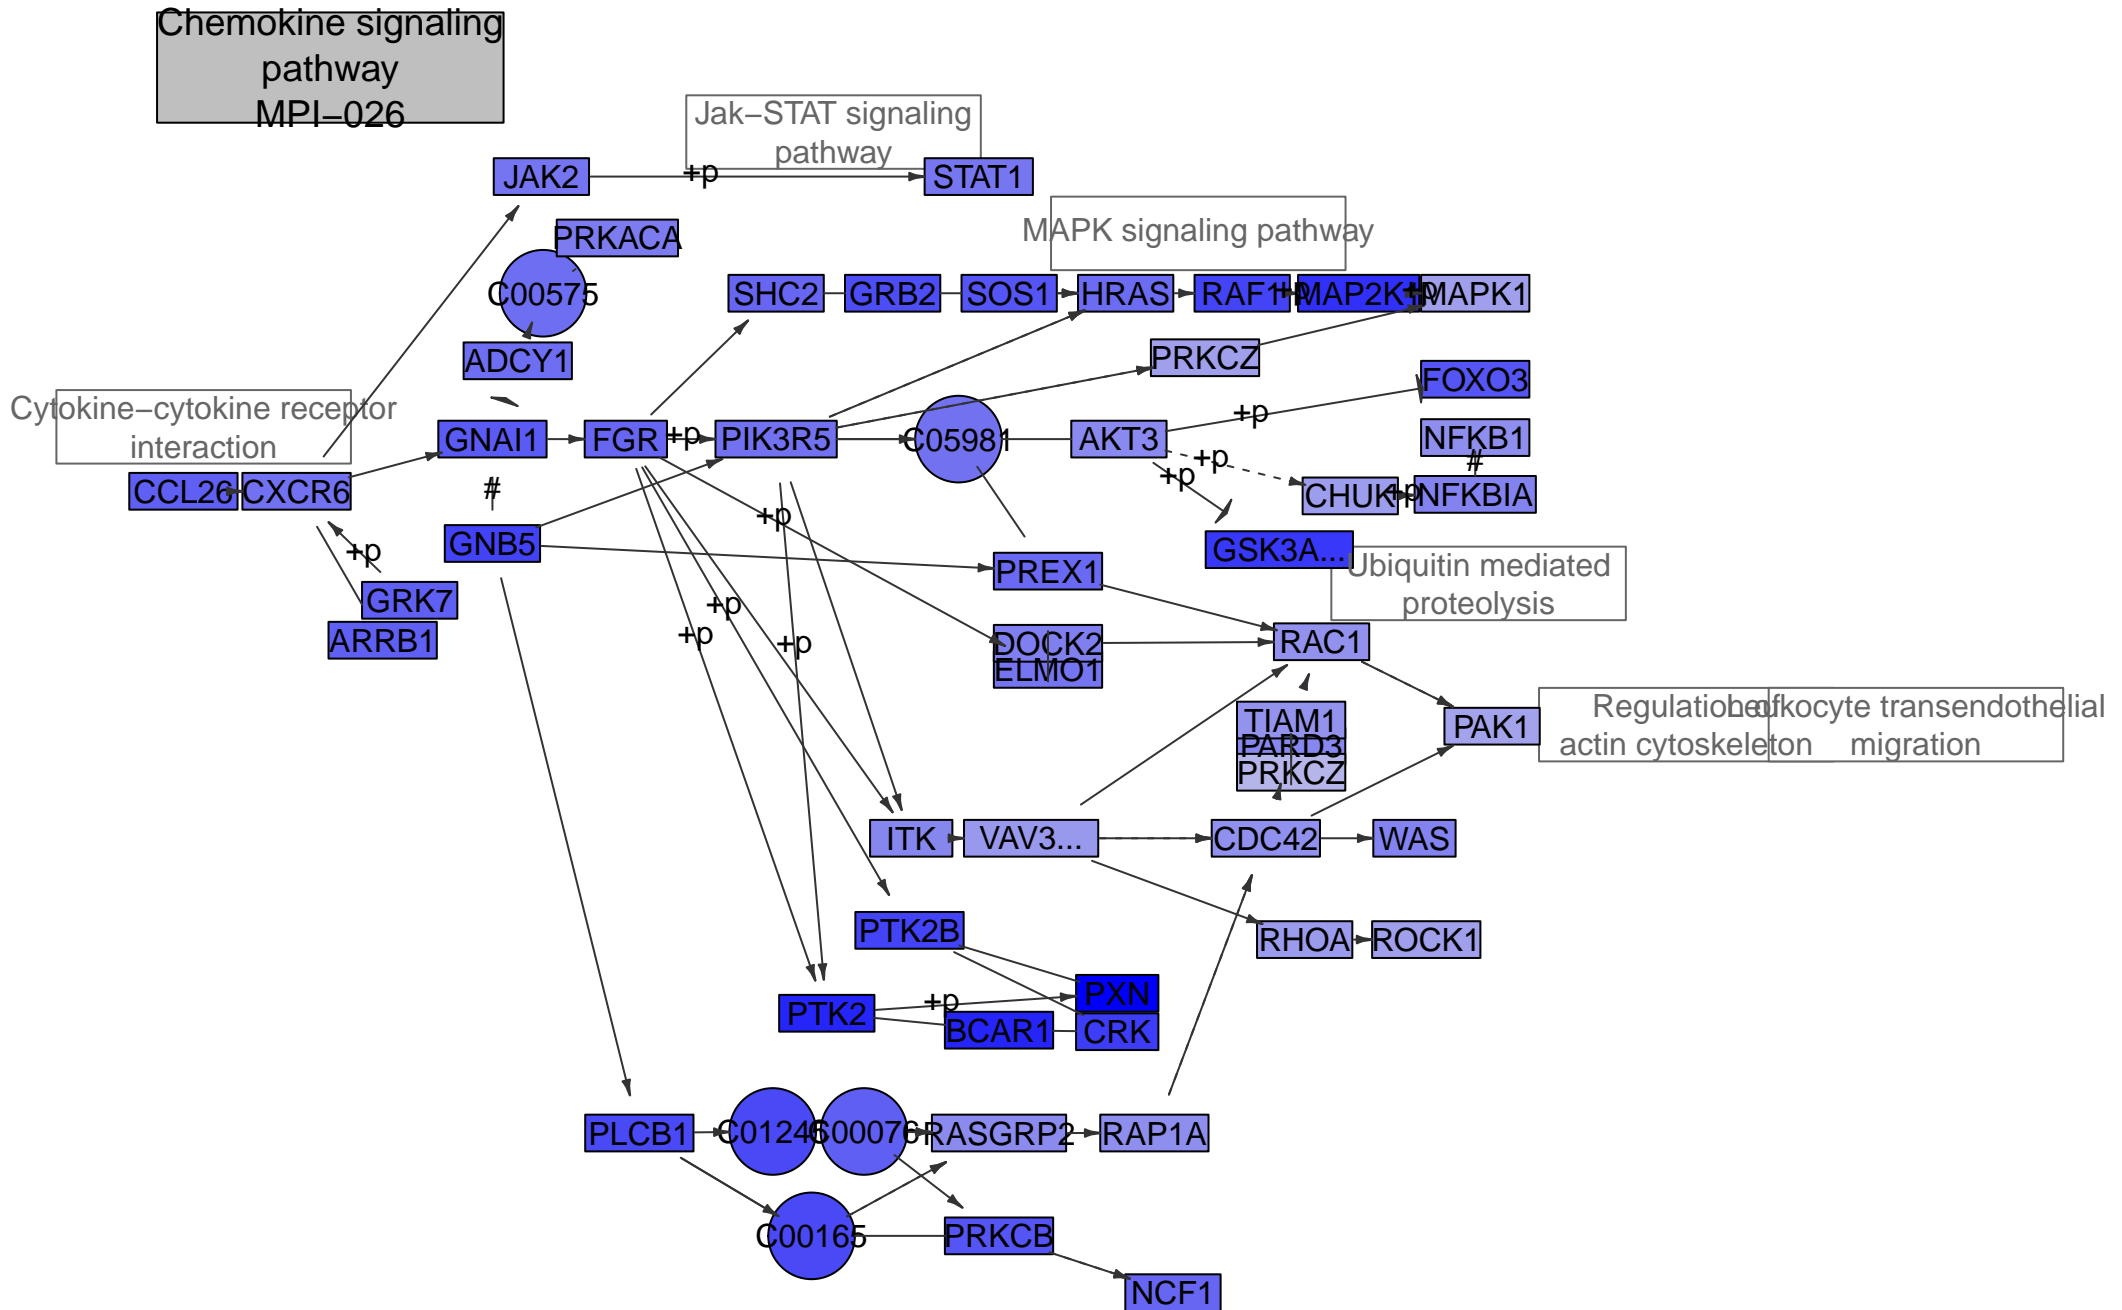 Chemokine signaling
pathway
MPI−026
Jak−STAT signaling
pathway
JAK2
+p
STAT1
PRKACA
MAPK signaling pathway
C00575
SHC2
GRB2
SOS1
HRAS
RAF1
+p
MAP2K1
+p
MAPK1
ADCY1
PRKCZ
FOXO3
Cytokine−cytokine receptor
interaction
GNAI1
FGR
+p
PIK3R5
C05981
AKT3
+p
NFKB1
+p
#
+p
CCL26
CXCR6
#
CHUK
+p
NFKBIA
+p
GNB5
+p
GSK3A...
Ubiquitin mediated
proteolysis
PREX1
GRK7
+p
ARRB1
+p
+p
DOCK2
ELMO1
RAC1
TIAM1
PARD3
PRKCZ
PAK1
Regulation of
actin cytoskeleton
Leukocyte transendothelial
migration
ITK
VAV3...
CDC42
WAS
PTK2B
RHOA
ROCK1
PTK2
+p
PXN
BCAR1
CRK
PLCB1
C01245
C00076
RASGRP2
RAP1A
C00165
PRKCB
NCF1